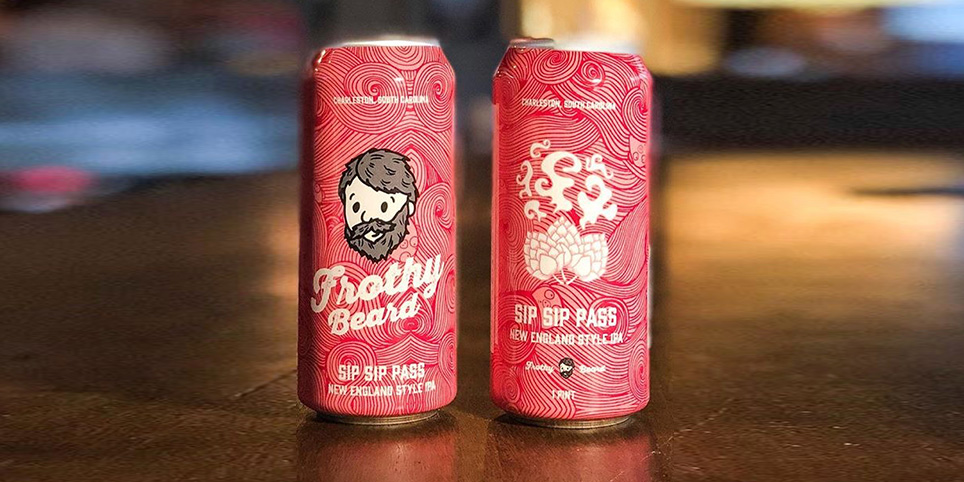 CHARLESTON, SOUTH CAROLINA
Frothy
Beard
SIP SIP PASS
NEW ENGLAND STYLE IPA
CHARLESTON, SOUTH CAROLINA
SIP SIP PASS
NEW ENGLAND STYLE IPA
Frothy Beard
1 PINT